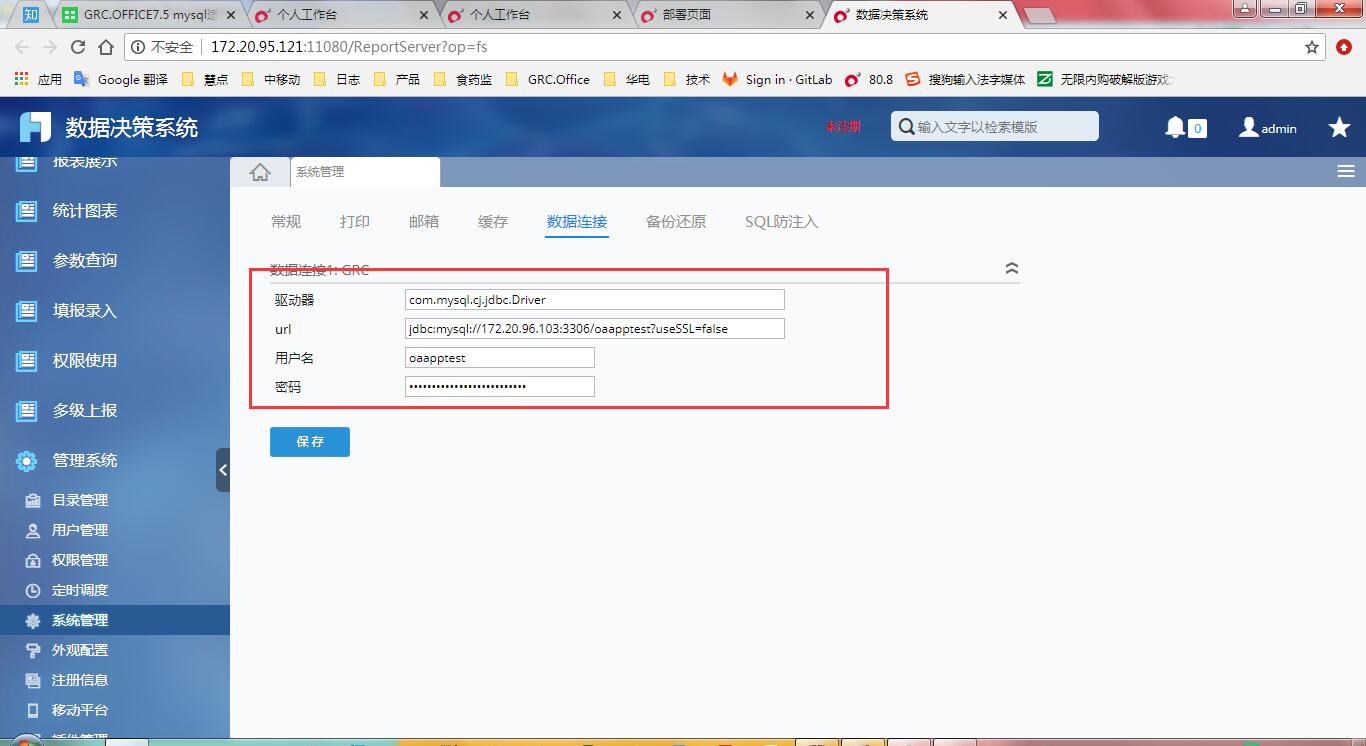 知
GRC.OFFICE7.5 mysql适
个人工作台
个人工作台
部署页面
数据决策系统
不安全
172.20.95.121:11080/ReportServer?op=fs
应用
Google 翻译
慧点
中移动
日志
产品
食药监
GRC.Office
华电
技术
Sign in · GitLab
80.8
搜狗输入法字媒体
无限内购破解版游戏
数据决策系统
未注册
输入文字以检索模版
0
admin
报表展示
统计图表
参数查询
填报录入
权限使用
多级上报
管理系统
目录管理
用户管理
权限管理
定时调度
系统管理
外观配置
注册信息
移动平台
插件管理
系统管理
常规
打印
邮箱
缓存
数据连接
备份还原
SQL防注入
数据连接1: GRC
驱动器
com.mysql.cj.jdbc.Driver
url
jdbc:mysql://172.20.96.103:3306/oaapptest?useSSL=false
用户名
oaapptest
密码
保存